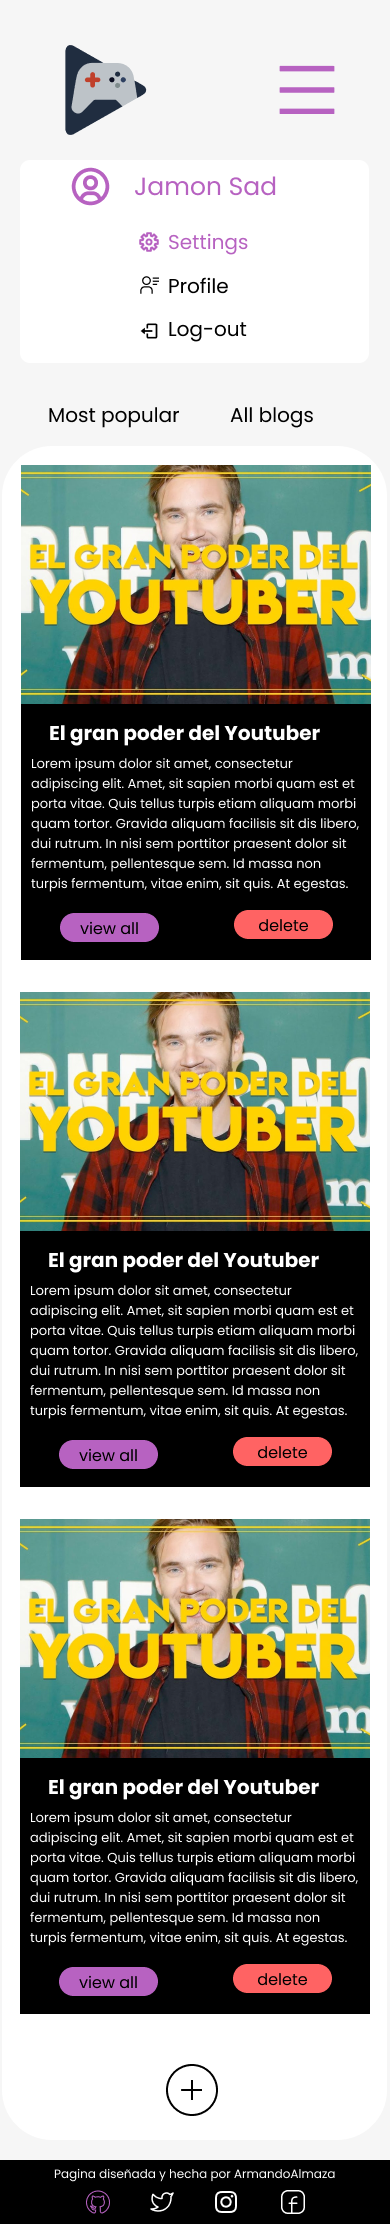 Jamon Sad
Settings
Profile
Log-out
Most popular All blogs
EL GRAN PODER DEL
YOUTUBER
El gran poder del Youtuber
Lorem ipsum dolor sit amet, consectetur
adipiscing elit. Amet, sit sapien morbi quam est et
porta vitae. Quis tellus turpis etiam aliquam morbi
quam tortor. Gravida aliquam facilisis sit dis libero,
dui rutrum. In nisi sem porttitor praesent dolor sit
fermentum, pellentesque sem. Id massa non
turpis fermentum, vitae enim, sit quis. At egestas.
view all delete
EL GRAN PODER DEL
YOUTUBER
El gran poder del Youtuber
Lorem ipsum dolor sit amet, consectetur
adipiscing elit. Amet, sit sapien morbi quam est et
porta vitae. Quis tellus turpis etiam aliquam morbi
quam tortor. Gravida aliquam facilisis sit dis libero,
dui rutrum. In nisi sem porttitor praesent dolor sit
fermentum, pellentesque sem. Id massa non
turpis fermentum, vitae enim, sit quis. At egestas.
view all delete
EL GRAN PODER DEL
YOUTUBER
El gran poder del Youtuber
Lorem ipsum dolor sit amet, consectetur
adipiscing elit. Amet, sit sapien morbi quam est et
porta vitae. Quis tellus turpis etiam aliquam morbi
quam tortor. Gravida aliquam facilisis sit dis libero,
dui rutrum. In nisi sem porttitor praesent dolor sit
fermentum, pellentesque sem. Id massa non
turpis fermentum, vitae enim, sit quis. At egestas.
view all delete
Pagina diseñada y hecha por ArmandoAlmaza